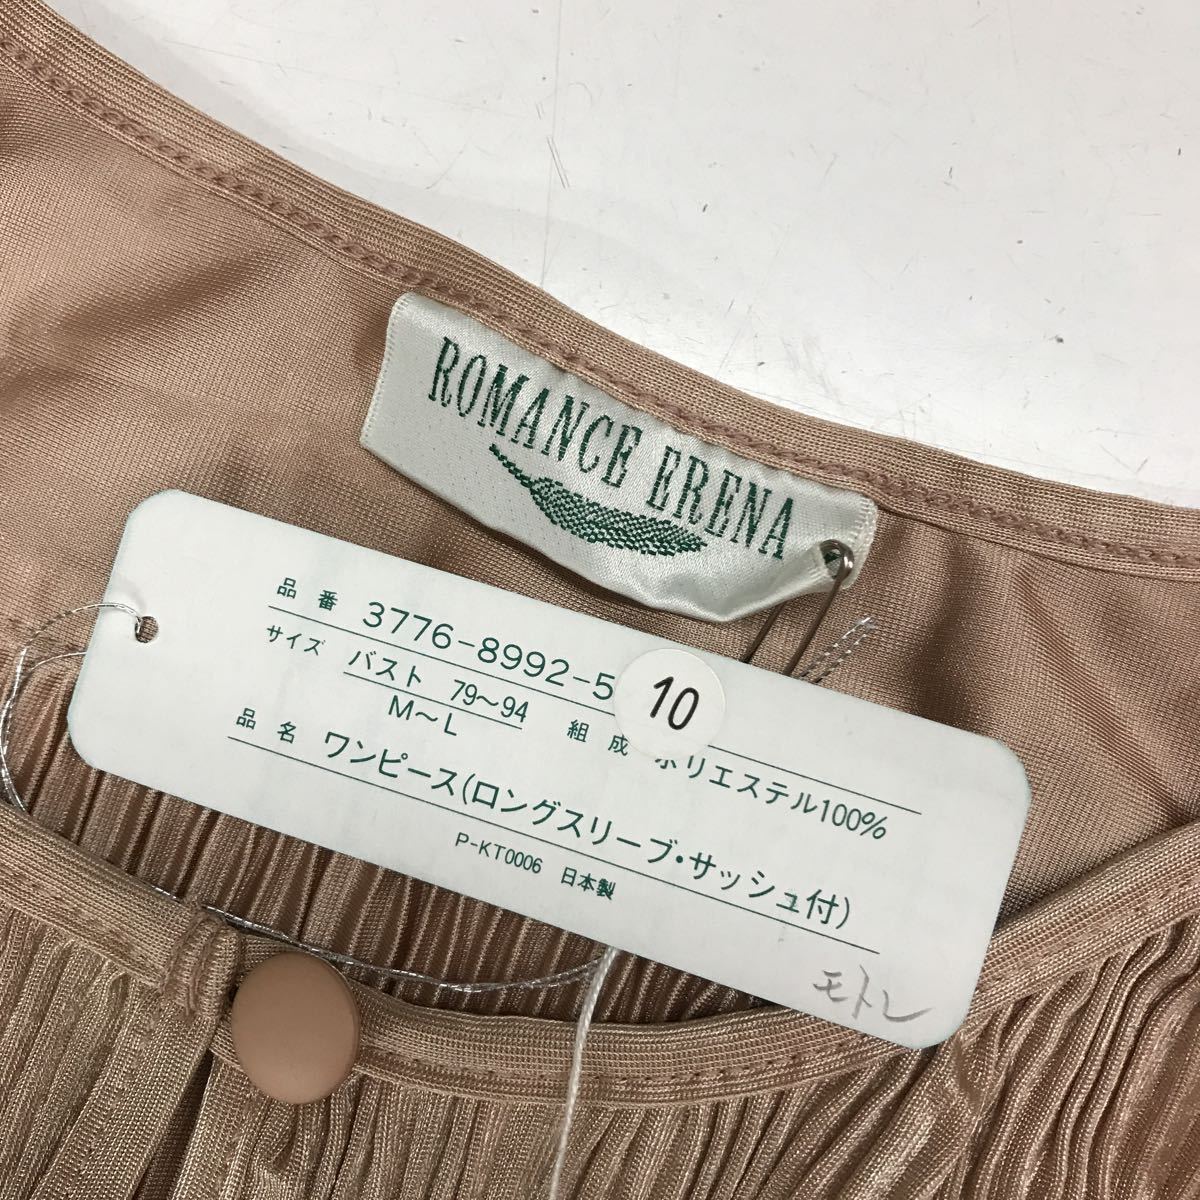 ROMANCE ERENA
品番 3776-8992-5
10
サイズ バスト 79～94
M～L
組成 ポリエステル100%
品名 ワンピース(ロングスリーブ・サッシュ付)
P-KT0006 日本製
モトレ